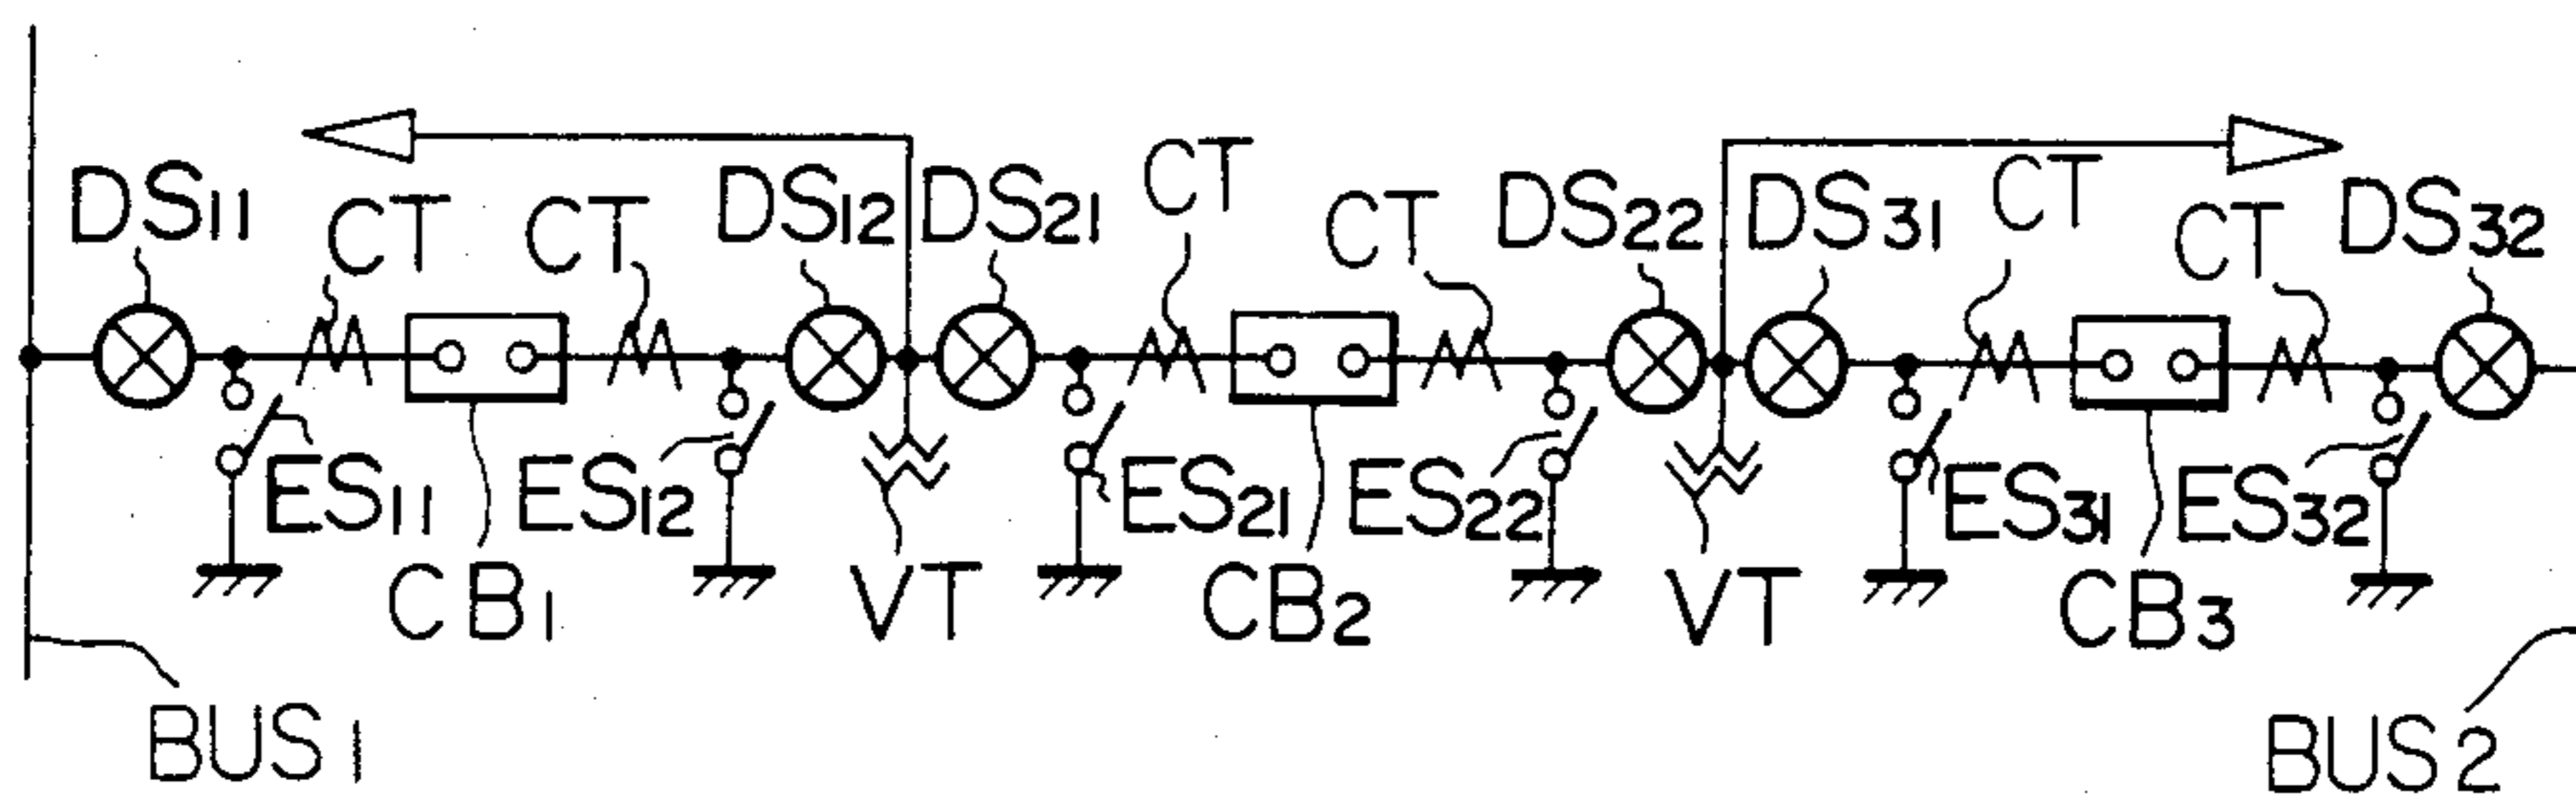 DS11
CT
CT
DS12
DS21
CT
CT
DS22
DS31
CT
CT
DS32
ES11
ES12
ES21
ES22
ES31
ES32
CB1
VT
CB2
VT
CB3
BUS1
BUS2